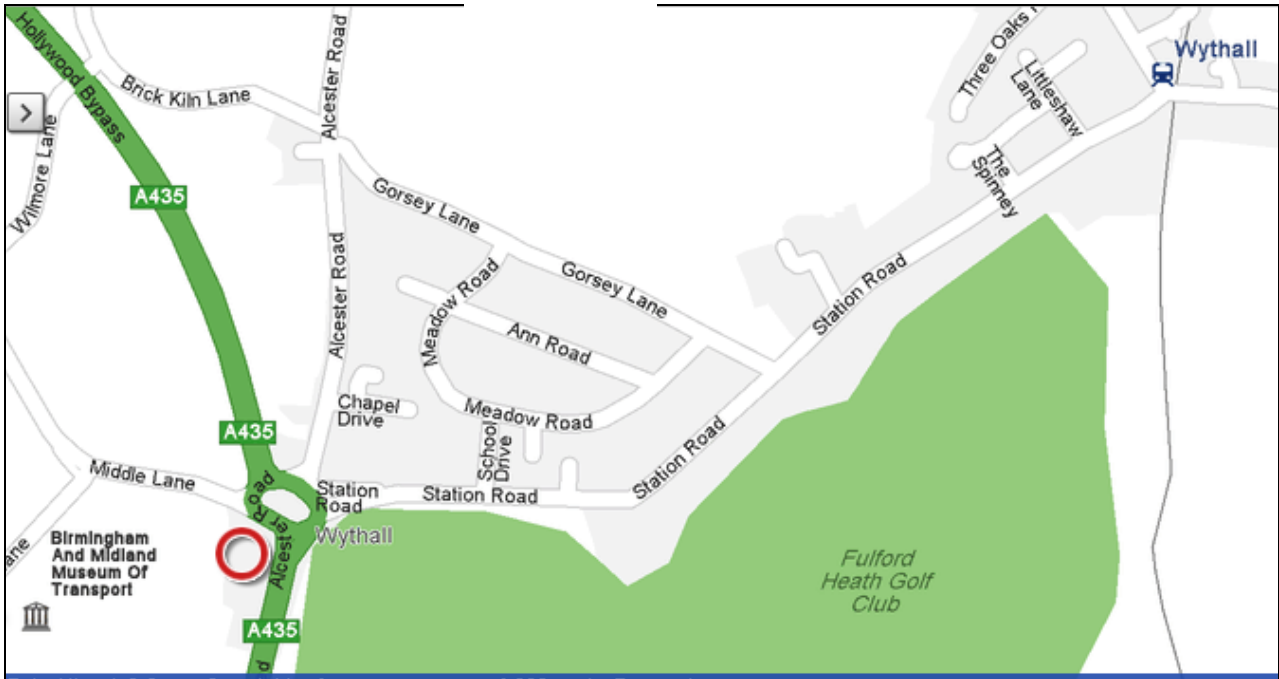 Hollywood Bypass
Alcester Road
Three Oaks
Wythall
Brick Kiln Lane
Littleshaw
Lane
>
Wilmore Lane
A435
The
Spinney
Gorsey Lane
Alcester Road
Meadow Road
Gorsey Lane
Station Road
Ann Road
Chapel
Drive
Meadow Road
A435
School
Drive
Station Road
Middle Lane
Station
Road
Station Road
Alcester Road
Wythall
Birmingham
And Midland
Museum Of
Transport
Fulford
Heath Golf
Club
A435